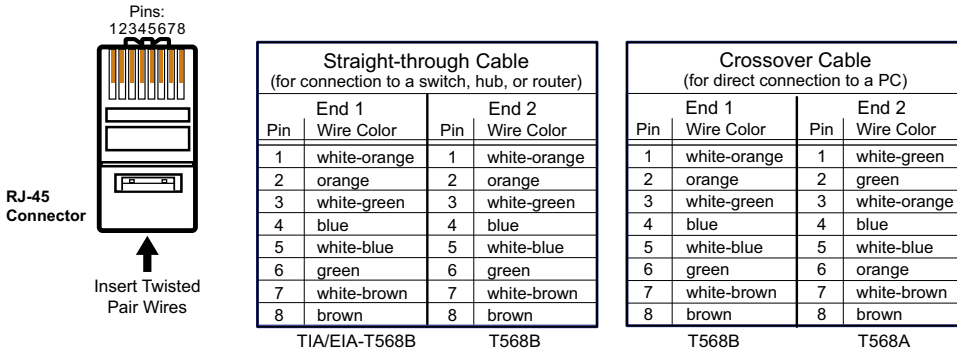 Pins:
12345678
RJ-45
Connector
Insert Twisted
Pair Wires
Straight-through Cable
(for connection to a switch, hub, or router)
End 1 End 2
Pin Wire Color Pin Wire Color
1 white-orange 1 white-orange
2 orange 2 orange
3 white-green 3 white-green
4 blue 4 blue
5 white-blue 5 white-blue
6 green 6 green
7 white-brown 7 white-brown
8 brown 8 brown
TIA/EIA-T568B T568B
Crossover Cable
(for direct connection to a PC)
End 1 End 2
Pin Wire Color Pin Wire Color
1 white-orange 1 white-green
2 orange 2 green
3 white-green 3 white-orange
4 blue 4 blue
5 white-blue 5 white-blue
6 green 6 orange
7 white-brown 7 white-brown
8 brown 8 brown
T568B T568A